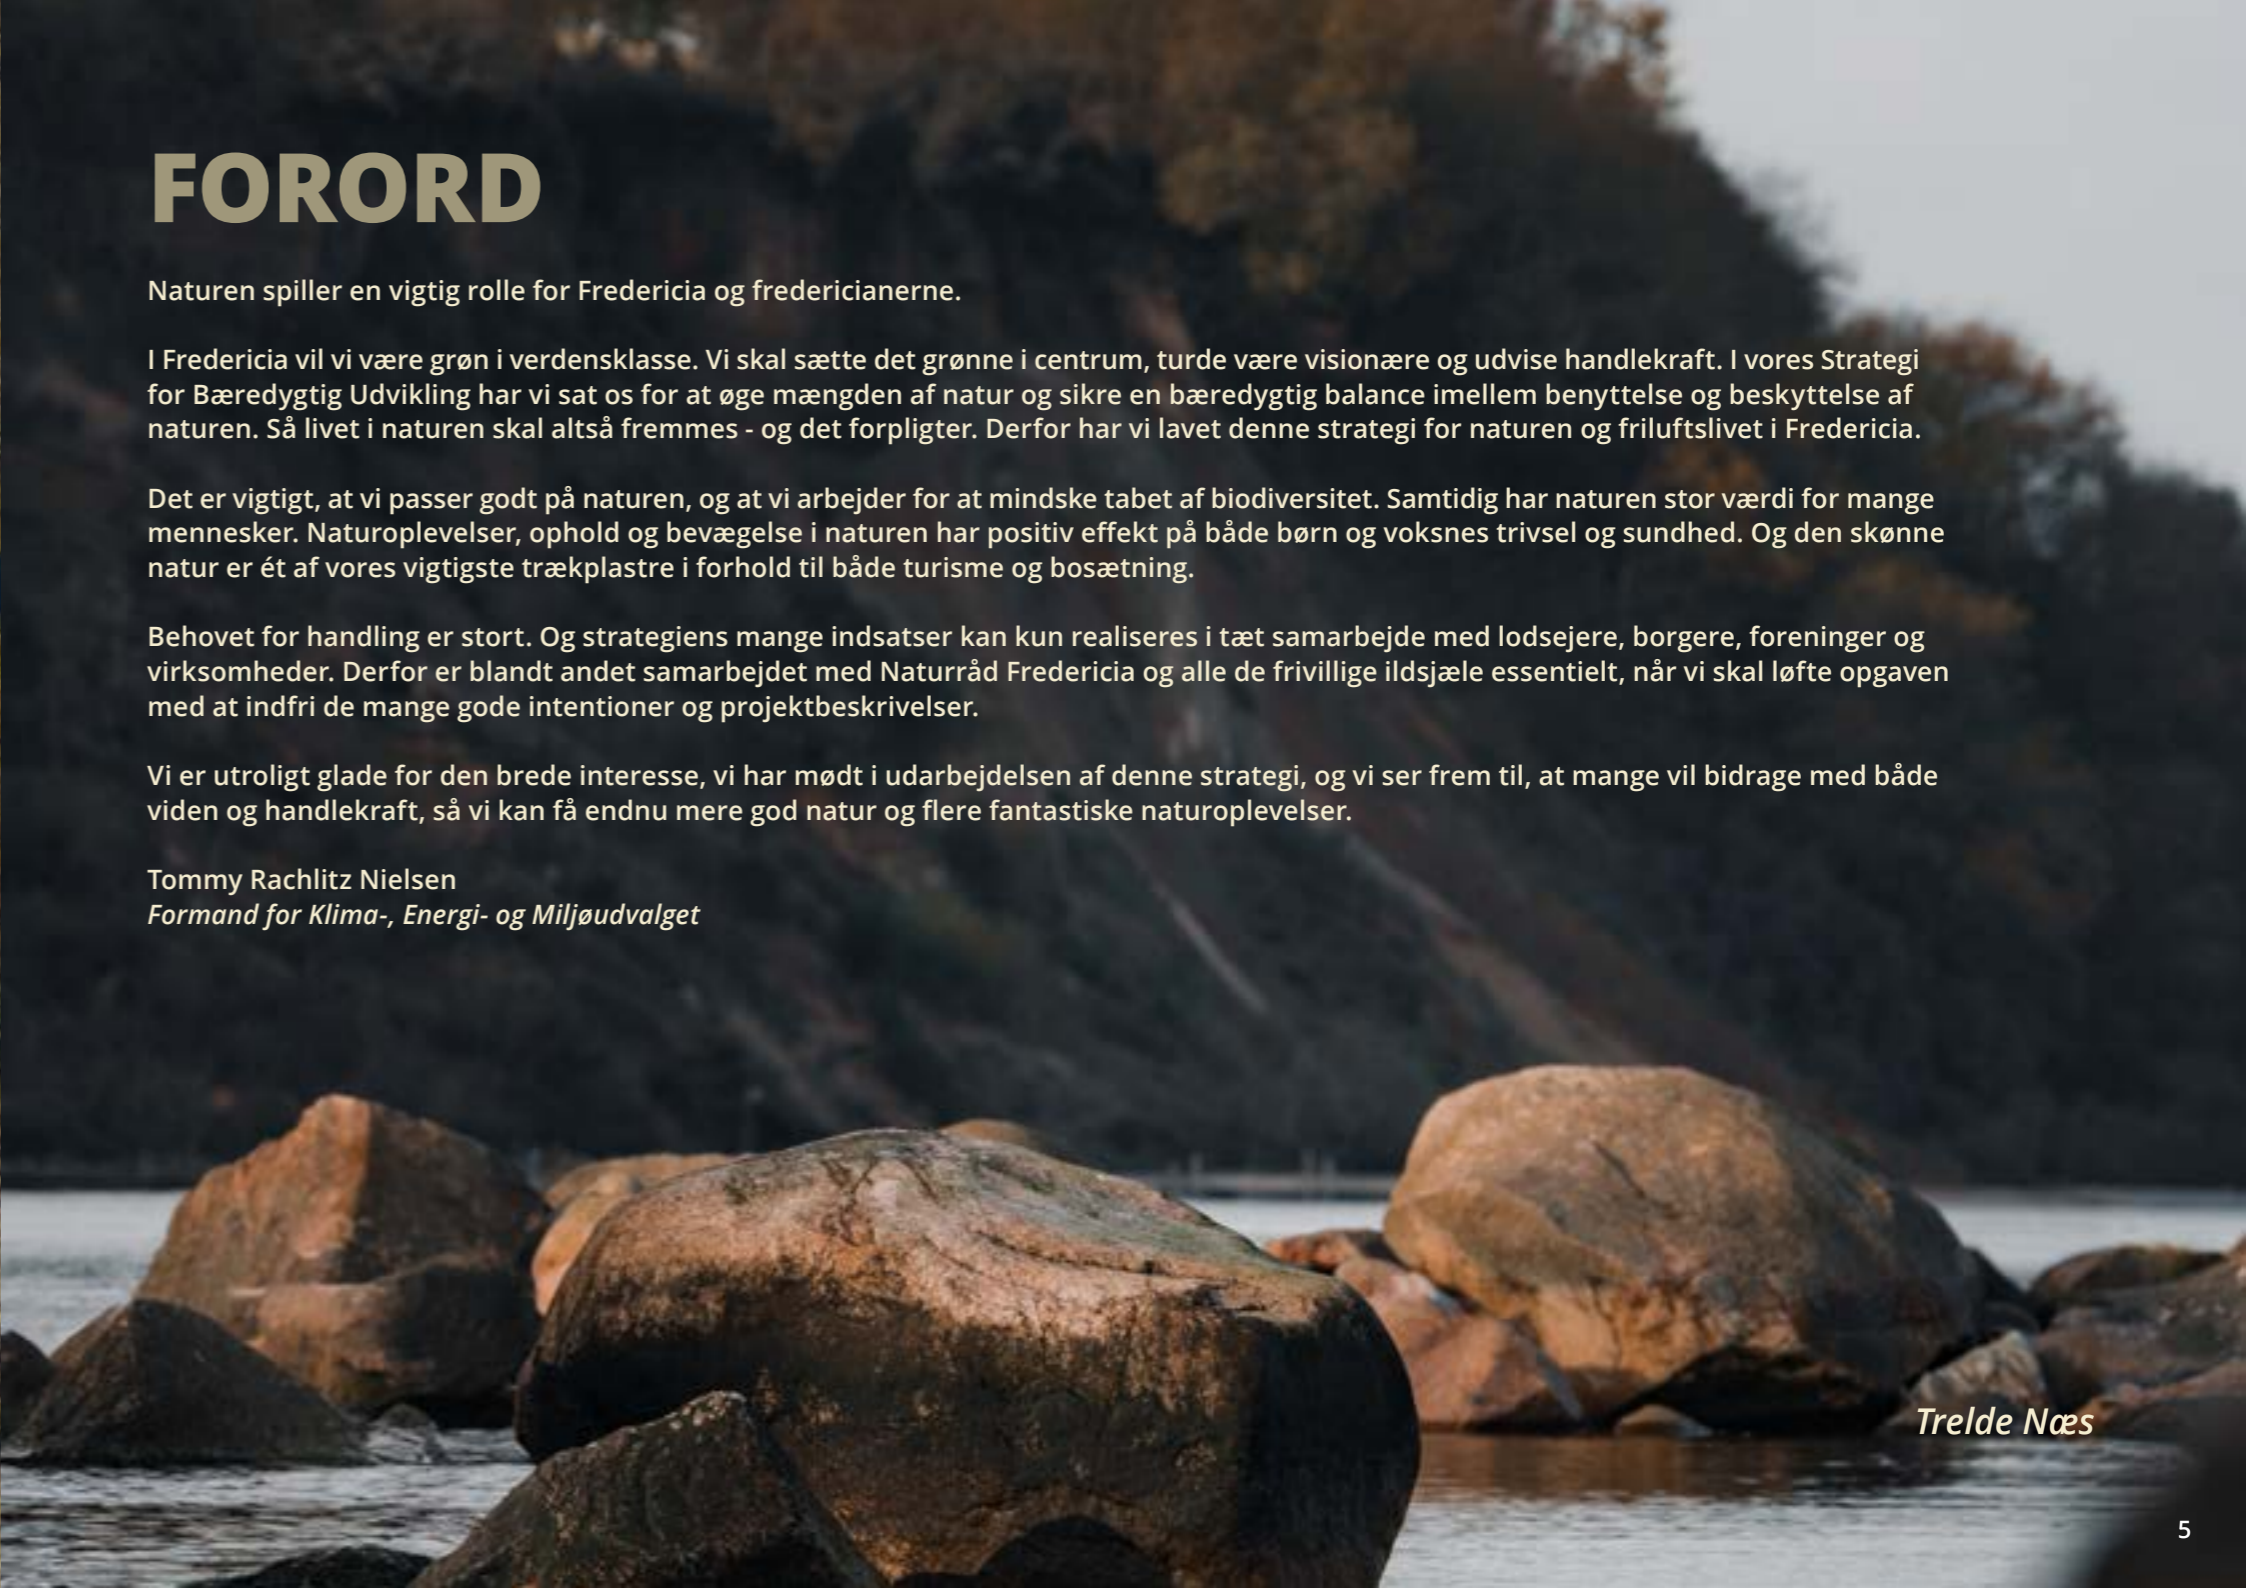 FORORD
Naturen spiller en vigtig rolle for Fredericia og fredericianerne.
I Fredericia vil vi være grøn i verdensklasse. Vi skal sætte det grønne i centrum, turde være visionære og udvise handlekraft. I vores Strategi
for Bæredygtig Udvikling har vi sat os for at øge mængden af natur og sikre en bæredygtig balance imellem benyttelse og beskyttelse af
naturen. Så livet i naturen skal altså fremmes - og det forpligter. Derfor har vi lavet denne strategi for naturen og friluftslivet i Fredericia.
Det er vigtigt, at vi passer godt på naturen, og at vi arbejder for at mindske tabet af biodiversitet. Samtidig har naturen stor værdi for mange
mennesker. Naturoplevelser, ophold og bevægelse i naturen har positiv effekt på både børn og voksnes trivsel og sundhed. Og den skønne
natur er ét af vores vigtigste trækplastre i forhold til både turisme og bosætning.
Behovet for handling er stort. Og strategiens mange indsatser kan kun realiseres i tæt samarbejde med lodsejere, borgere, foreninger og
virksomheder. Derfor er blandt andet samarbejdet med Naturråd Fredericia og alle de frivillige ildsjæle essentielt, når vi skal løfte opgaven
med at indfri de mange gode intentioner og projektbeskrivelser.
Vi er utroligt glade for den brede interesse, vi har mødt i udarbejdelsen af denne strategi, og vi ser frem til, at mange vil bidrage med både
viden og handlekraft, så vi kan få endnu mere god natur og flere fantastiske naturoplevelser.
Tommy Rachlitz Nielsen
Formand for Klima-, Energi- og Miljøudvalget
Trelde Næs
5